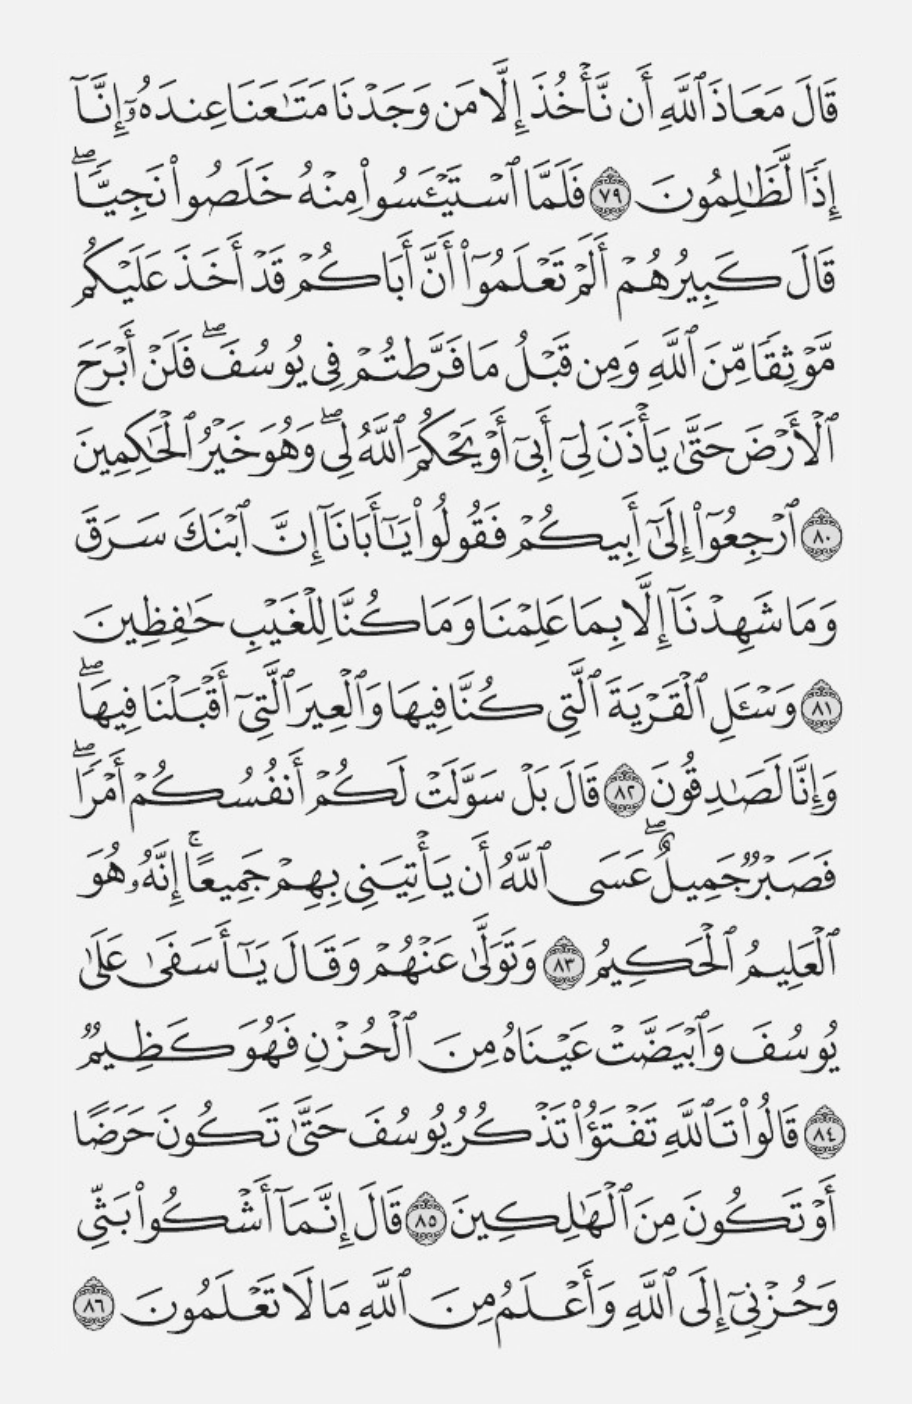 قَالَ مَعَاذَ ٱللَّهِ أَن نَّأۡخُذَ إِلَّا مَن وَجَدۡنَا مَتَٰعَنَا عِندَهُۥٓ إِنَّآ
إِذٗا لَّظَٰلِمُونَ ٧٩ فَلَمَّا ٱسۡتَيۡـَٔسُواْ مِنۡهُ خَلَصُواْ نَجِيّٗاۖ
قَالَ كَبِيرُهُمۡ أَلَمۡ تَعۡلَمُوٓاْ أَنَّ أَبَاكُمۡ قَدۡ أَخَذَ عَلَيۡكُم
مَّوۡثِقٗا مِّنَ ٱللَّهِ وَمِن قَبۡلُ مَا فَرَّطتُمۡ فِي يُوسُفَۖ فَلَنۡ أَبۡرَحَ
ٱلۡأَرۡضَ حَتَّىٰ يَأۡذَنَ لِيٓ أَبِيٓ أَوۡ يَحۡكُمَ ٱللَّهُ لِيۖ وَهُوَ خَيۡرُ ٱلۡحَٰكِمِينَ
٨٠ ٱرۡجِعُوٓاْ إِلَىٰٓ أَبِيكُمۡ فَقُولُواْ يَٰٓأَبَانَآ إِنَّ ٱبۡنَكَ سَرَقَ
وَمَا شَهِدۡنَآ إِلَّا بِمَا عَلِمۡنَا وَمَا كُنَّا لِلۡغَيۡبِ حَٰفِظِينَ
٨١ وَسۡـَٔلِ ٱلۡقَرۡيَةَ ٱلَّتِي كُنَّا فِيهَا وَٱلۡعِيرَ ٱلَّتِيٓ أَقۡبَلۡنَا فِيهَاۖ
وَإِنَّا لَصَٰدِقُونَ ٨٢ قَالَ بَلۡ سَوَّلَتۡ لَكُمۡ أَنفُسُكُمۡ أَمۡرٗاۖ
فَصَبۡرٞ جَمِيلٌۖ عَسَى ٱللَّهُ أَن يَأۡتِيَنِي بِهِمۡ جَمِيعًاۚ إِنَّهُۥ هُوَ
ٱلۡعَلِيمُ ٱلۡحَكِيمُ ٨٣ وَتَوَلَّىٰ عَنۡهُمۡ وَقَالَ يَٰٓأَسَفَىٰ عَلَىٰ
يُوسُفَ وَٱبۡيَضَّتۡ عَيۡنَاهُ مِنَ ٱلۡحُزۡنِ فَهُوَ كَظِيمٞ
٨٤ قَالُواْ تَٱللَّهِ تَفۡتَؤُاْ تَذۡكُرُ يُوسُفَ حَتَّىٰ تَكُونَ حَرَضًا
أَوۡ تَكُونَ مِنَ ٱلۡهَٰلِكِينَ ٨٥ قَالَ إِنَّمَآ أَشۡكُواْ بَثِّي
وَحُزۡنِيٓ إِلَى ٱللَّهِ وَأَعۡلَمُ مِنَ ٱللَّهِ مَا لَا تَعۡلَمُونَ ٨٦